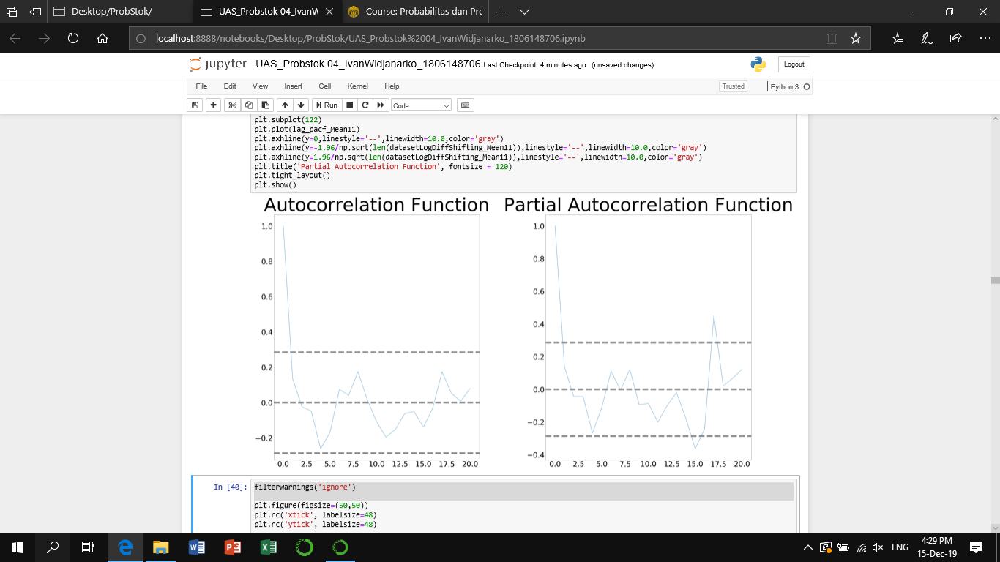 Desktop/ProbStok/
UAS_Probstok 04_IvanW
Course: Probabilitas dan Pro
localhost:8888/notebooks/Desktop/ProbStok/UAS_Probstok%2004_IvanWidjanarko_1806148706.ipynb
jupyter UAS_Probstok 04_IvanWidjanarko_1806148706 Last Checkpoint: 4 minutes ago (unsaved changes)
Logout
File Edit View Insert Cell Kernel Help
Trusted
Python 3
Run
Code
plt.subplot(122)
plt.plot(lag_pacf_Mean11)
plt.axhline(y=0,linestyle='--',linewidth=10.0,color='gray')
plt.axhline(y=-1.96/np.sqrt(len(datasetLogDiffShifting_Mean11)),linestyle='--',linewidth=10.0,color='gray')
plt.axhline(y=1.96/np.sqrt(len(datasetLogDiffShifting_Mean11)),linestyle='--',linewidth=10.0,color='gray')
plt.title('Partial Autocorrelation Function', fontsize = 120)
plt.tight_layout()
plt.show()
Autocorrelation Function
1.0
0.8
0.6
0.4
0.2
0.0
−0.2
0.0 2.5 5.0 7.5 10.0 12.5 15.0 17.5 20.0
Partial Autocorrelation Function
1.0
0.8
0.6
0.4
0.2
0.0
−0.2
−0.4
0.0 2.5 5.0 7.5 10.0 12.5 15.0 17.5 20.0
In [40]:
filterwarnings('ignore')
plt.figure(figsize=(50,50))
plt.rc('xtick', labelsize=48)
plt.rc('ytick', labelsize=48)
ENG
4:29 PM
15-Dec-19